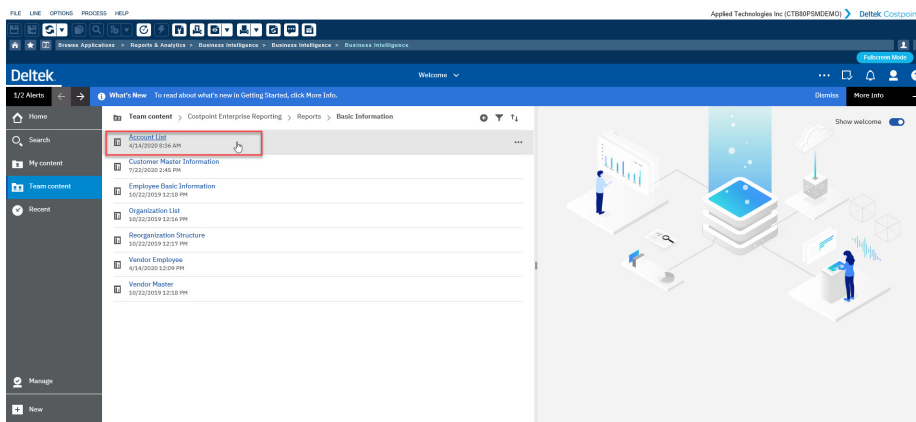 FILE LINE OPTIONS PROCESS HELP
Applied Technologies Inc (CTB80PSMDEMO) Deltek Costpoin
Browse Applications > Reports & Analytics > Business Intelligence > Business Intelligence > Business Intelligence
Fullscreen Mode
Deltek
Welcome
1/2 Alerts
What's New To read about what's new in Getting Started, click More Info.
Dismiss
More Info
Home
Search
My content
Team content
Recent
Manage
New
Team content > Costpoint Enterprise Reporting > Reports > Basic Information
Account List
4/14/2020 8:36 AM
Customer Master Information
7/22/2020 2:45 PM
Employee Basic Information
10/22/2019 12:18 PM
Organization List
10/22/2019 12:16 PM
Reorganization Structure
10/22/2019 12:17 PM
Vendor Employee
4/14/2020 12:09 PM
Vendor Master
10/22/2019 12:18 PM
Show welcome